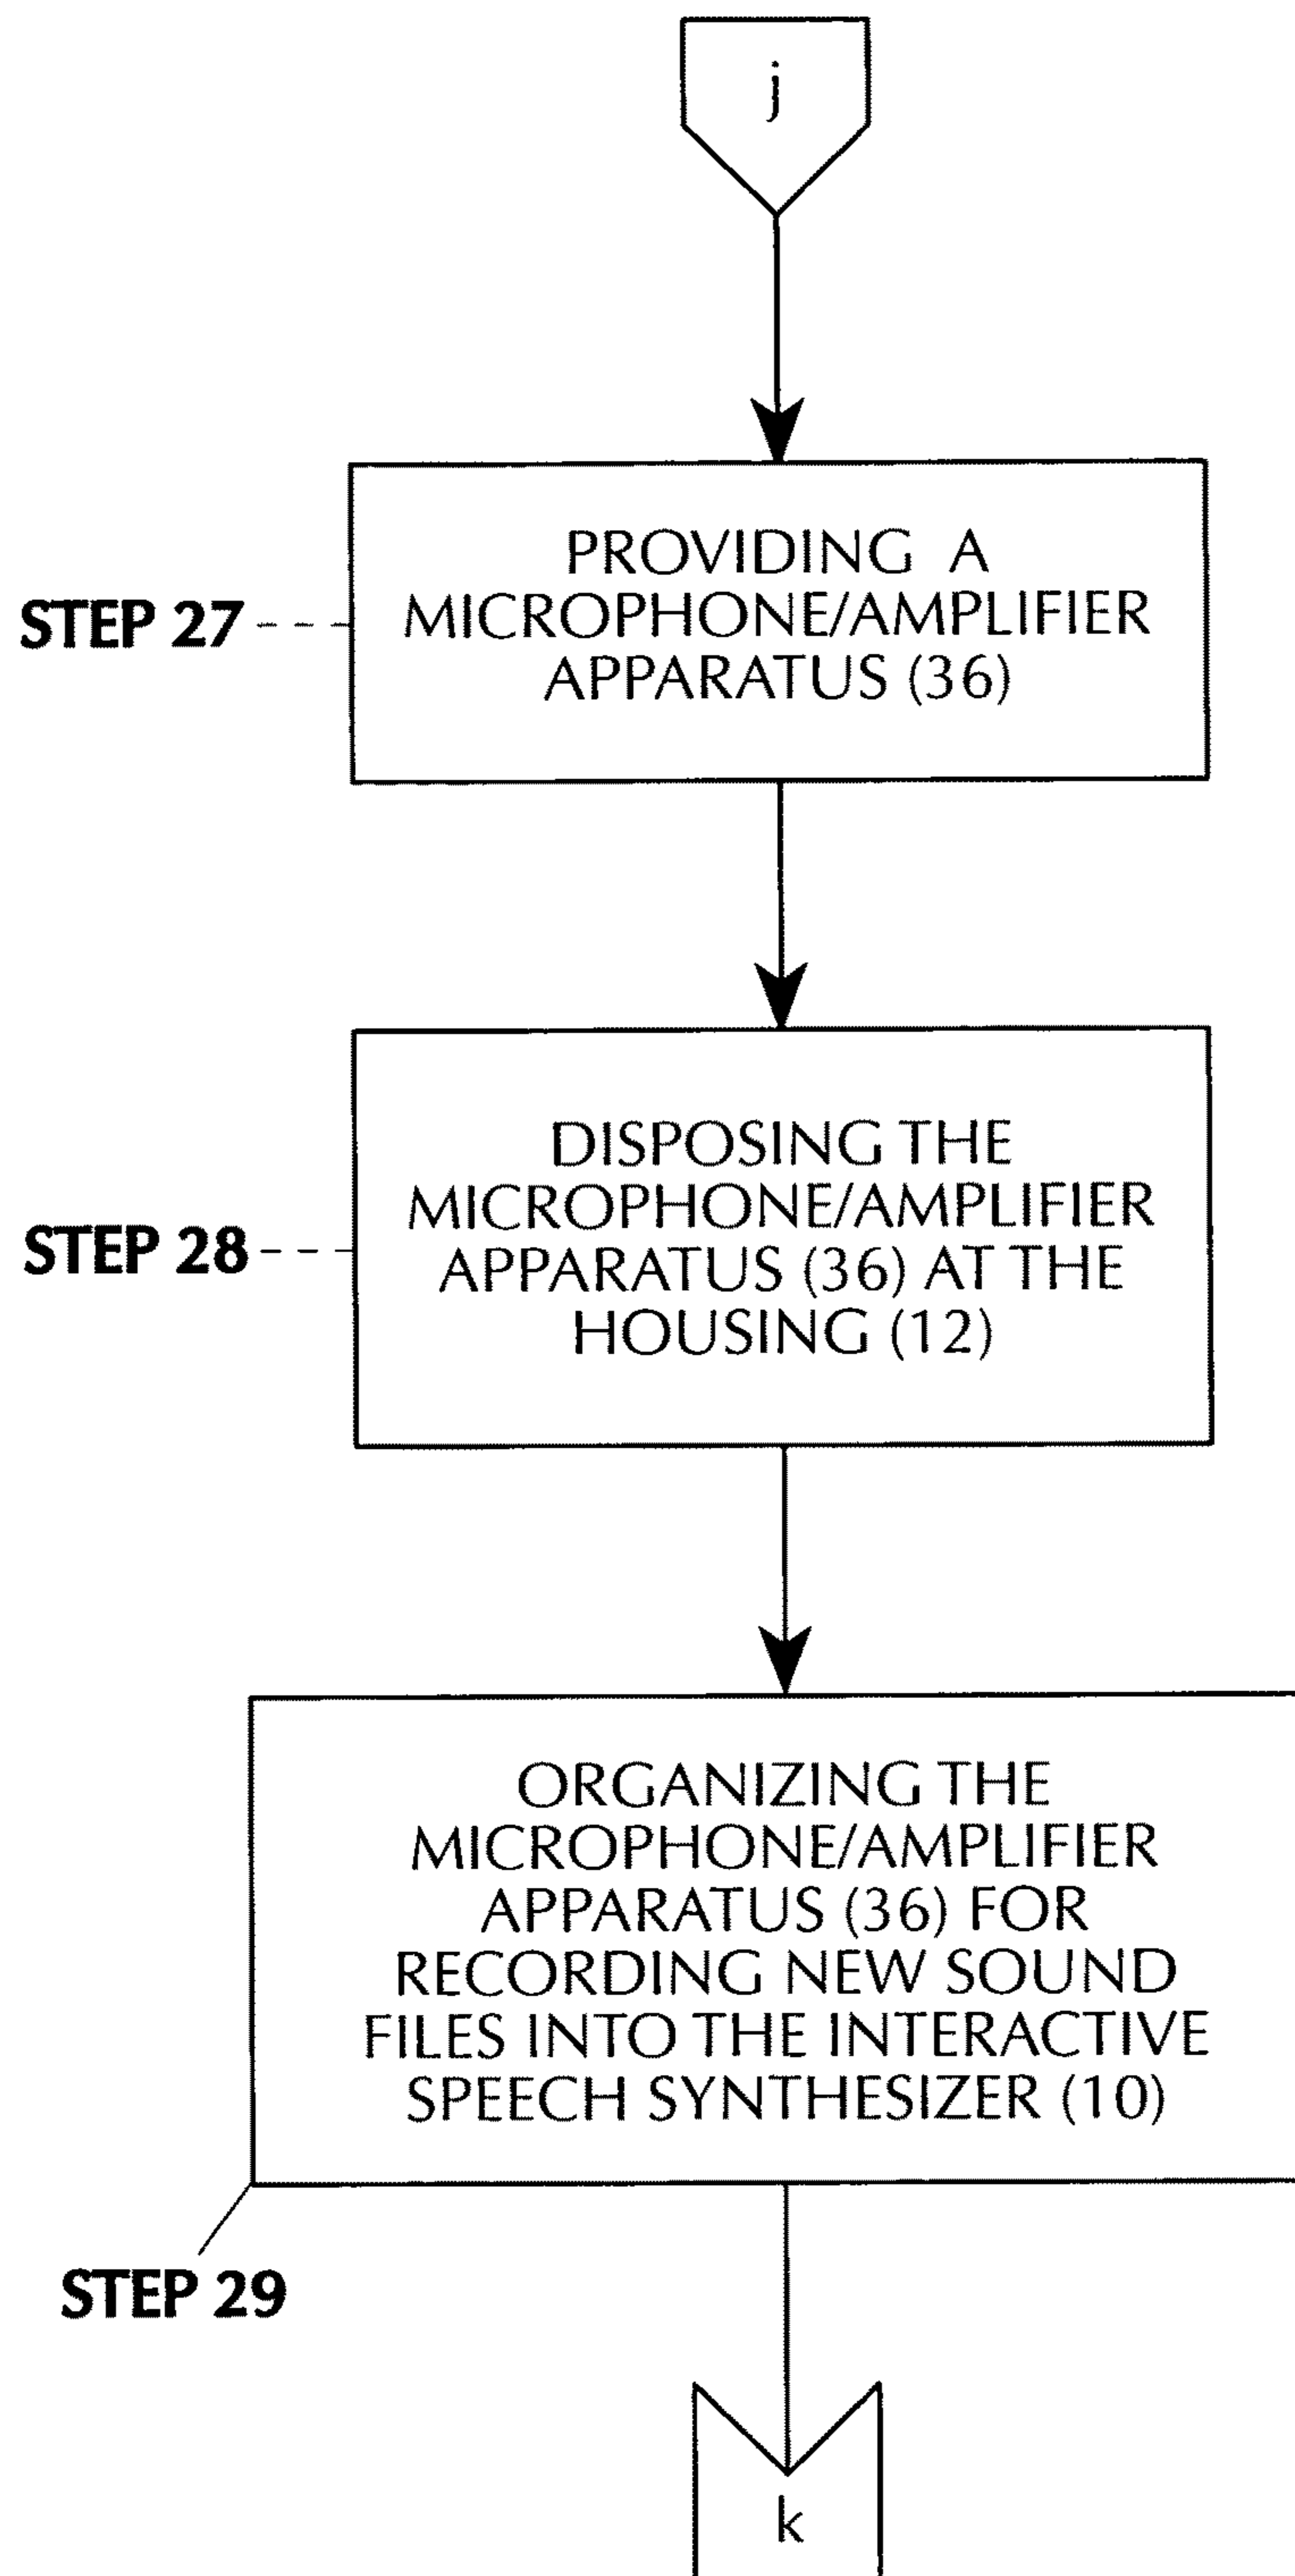 j
PROVIDING A
MICROPHONE/AMPLIFIER
APPARATUS (36)
STEP 27
DISPOSING THE
MICROPHONE/AMPLIFIER
APPARATUS (36) AT THE
HOUSING (12)
STEP 28
ORGANIZING THE
MICROPHONE/AMPLIFIER
APPARATUS (36) FOR
RECORDING NEW SOUND
FILES INTO THE INTERACTIVE
SPEECH SYNTHESIZER (10)
STEP 29
k